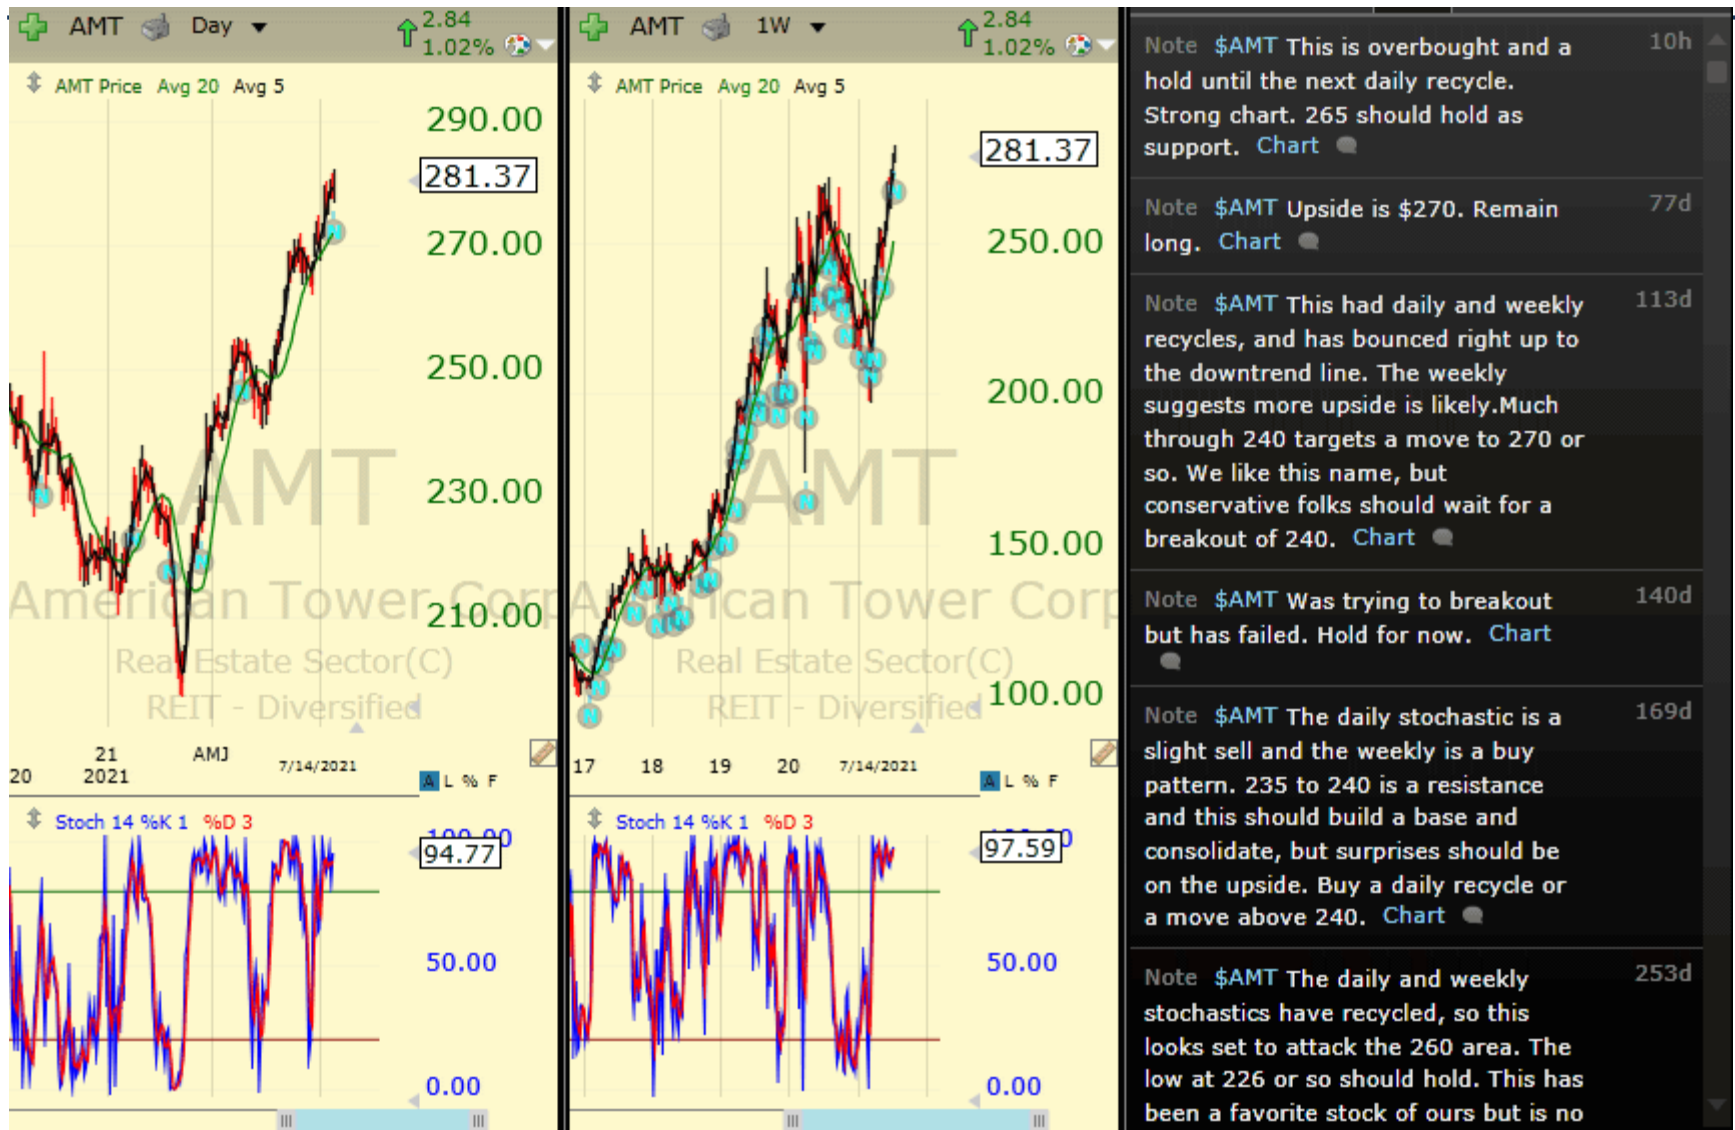 AMT Day 2.84
1.02%
AMT Price Avg 20 Avg 5
290.00
281.37
270.00
250.00
230.00
210.00
AMT
American Tower Corp
Real Estate Sector(C)
REIT - Diversified
20 21 AMJ 7/14/2021
2021
A L % F
Stoch 14 %K 1 %D 3
100.00
94.77
50.00
0.00
AMT 1W 2.84
1.02%
AMT Price Avg 20 Avg 5
281.37
250.00
200.00
150.00
100.00
AMT
American Tower Corp
Real Estate Sector(C)
REIT - Diversified
17 18 19 20 7/14/2021
A L % F
Stoch 14 %K 1 %D 3
97.59
50.00
0.00
Note $AMT This is overbought and a 10h
hold until the next daily recycle.
Strong chart. 265 should hold as
support. Chart
Note $AMT Upside is $270. Remain 77d
long. Chart
Note $AMT This had daily and weekly 113d
recycles, and has bounced right up to
the downtrend line. The weekly
suggests more upside is likely.Much
through 240 targets a move to 270 or
so. We like this name, but
conservative folks should wait for a
breakout of 240. Chart
Note $AMT Was trying to breakout 140d
but has failed. Hold for now. Chart
Note $AMT The daily stochastic is a 169d
slight sell and the weekly is a buy
pattern. 235 to 240 is a resistance
and this should build a base and
consolidate, but surprises should be
on the upside. Buy a daily recycle or
a move above 240. Chart
Note $AMT The daily and weekly 253d
stochastics have recycled, so this
looks set to attack the 260 area. The
low at 226 or so should hold. This has
been a favorite stock of ours but is no